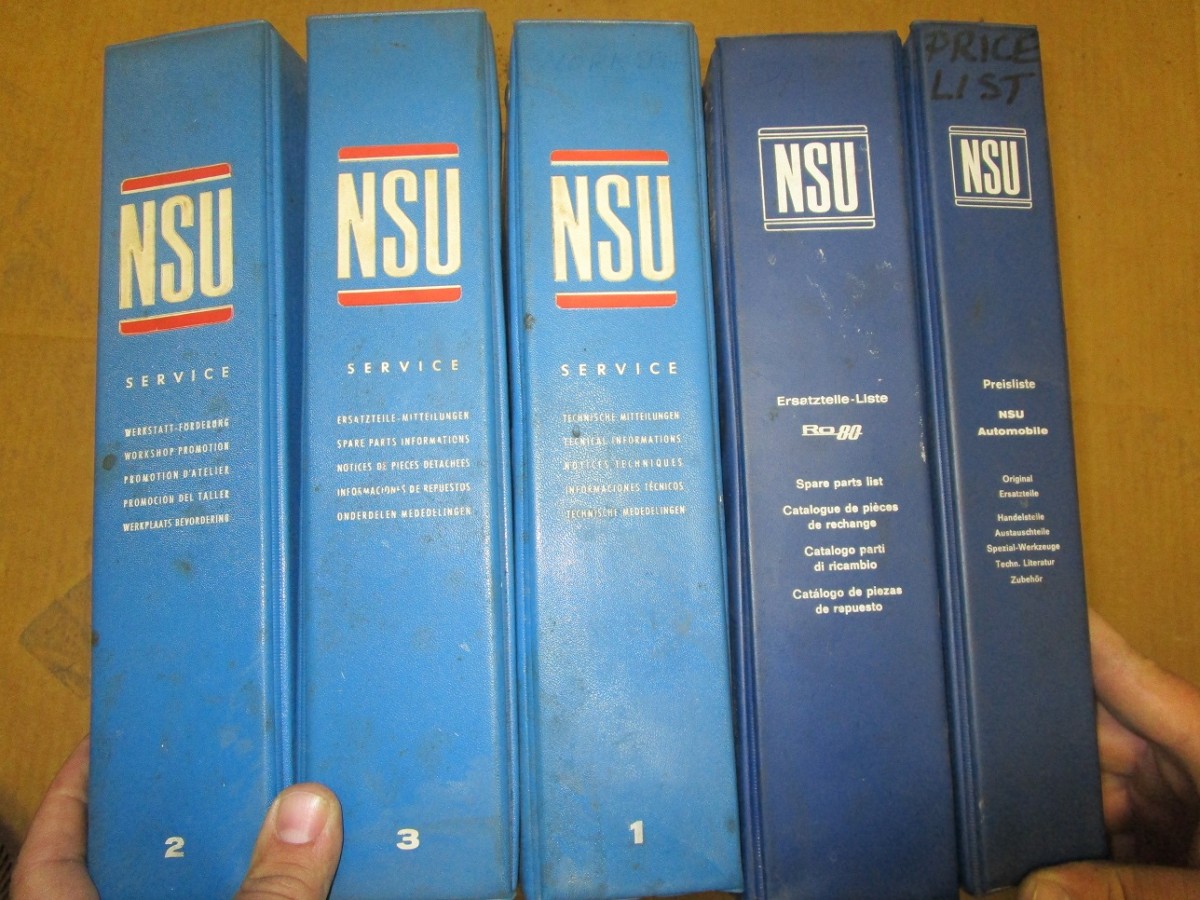 NSU
SERVICE
WERKSTATT-FÖRDERUNG
WORKSHOP PROMOTION
PROMOTION D'ATELIER
PROMOCION DEL TALLER
WERKPLAATS BEVORDERING
2
NSU
SERVICE
ERSATZTEILE-MITTEILUNGEN
SPARE PARTS INFORMATIONS
NOTICES DE PIECES DETACHEES
INFORMACIONES DE REPUESTOS
ONDERDELEN MEDEDELINGEN
3
NSU
SERVICE
TECHNISCHE MITTEILUNGEN
TECNICAL INFORMATIONS
NOTICES TECHNIQUES
INFORMACIONES TÉCNICOS
TECHNISCHE MEDEDELINGEN
1
NSU
Ersatzteile-Liste
Ro 80
Spare parts list
Catalogue de pièces
de rechange
Catalogo parti
di ricambio
Catálogo de piezas
de repuesto
PRICE
LIST
NSU
Preisliste
NSU
Automobile
Original
Ersatzteile
Handelsteile
Austauschteile
Spezial-Werkzeuge
Techn. Literatur
Zubehör